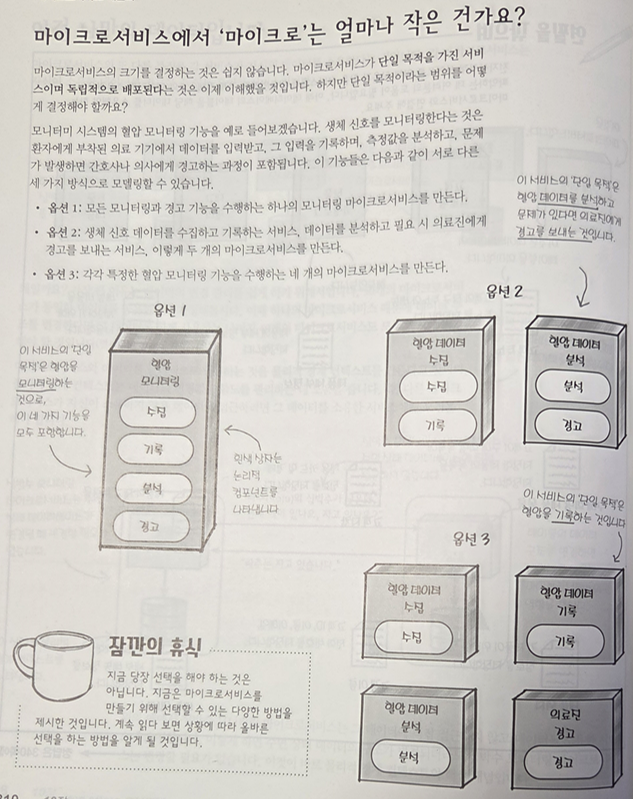 마이크로서비스에서 '마이크로'는 얼마나 작은 건가요?
마이크로서비스의 크기를 결정하는 것은 쉽지 않습니다. 마이크로서비스가 단일 목적을 가진 서비
스이며 독립적으로 배포된다는 것은 이제 이해했을 것입니다. 하지만 단일 목적이라는 범위를 어떻
게 결정해야 할까요?
모니터미 시스템의 혈압 모니터링 기능을 예로 들어보겠습니다. 생체 신호를 모니터링한다는 것은
환자에게 부착된 의료 기기에서 데이터를 입력받고, 그 입력을 기록하며, 측정값을 분석하고, 문제
가 발생하면 간호사나 의사에게 경고하는 과정이 포함됩니다. 이 기능들은 다음과 같이 서로 다른
세 가지 방식으로 모델링할 수 있습니다.
• 옵션 1: 모든 모니터링과 경고 기능을 수행하는 하나의 모니터링 마이크로서비스를 만든다.
• 옵션 2: 생체 신호 데이터를 수집하고 기록하는 서비스, 데이터를 분석하고 필요 시 의료진에게
경고를 보내는 서비스, 이렇게 두 개의 마이크로서비스를 만든다.
• 옵션 3: 각각 특정한 혈압 모니터링 기능을 수행하는 네 개의 마이크로서비스를 만든다.
이 서비스의 '단일 목적'은
혈압 데이터를 분석하고
문제가 있다면 의료진에게
경고를 보내는 것입니다.
옵션 1
이 서비스의 '단일
목적'은 혈압을
모니터링하는
것으로,
이 네 가지 기능을
모두 포함합니다.
혈압
모니터링
수집
기록
분석
경고
흰색 상자는
논리적
컴포넌트를
나타냅니다
옵션 2
혈압 데이터
수집
수집
기록
혈압 데이터
분석
분석
경고
이 서비스의 '단일 목적'은
혈압을 기록하는 것입니다
옵션 3
혈압 데이터
수집
수집
혈압 데이터
기록
기록
혈압 데이터
분석
분석
의료진
경고
경고
잠깐의 휴식
지금 당장 선택을 해야 하는 것은
아닙니다. 지금은 마이크로서비스를
만들기 위해 선택할 수 있는 다양한 방법을
제시한 것입니다. 계속 읽다 보면 상황에 따라 올바른
선택을 하는 방법을 알게 될 것입니다.